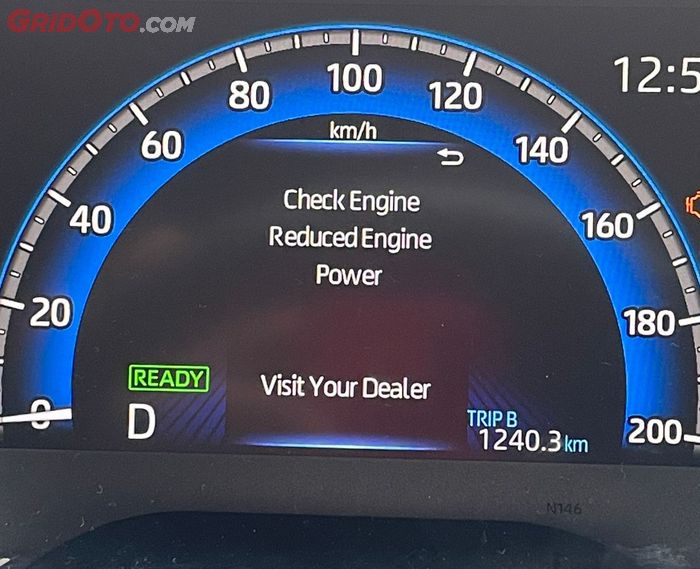 GRIDOTO.COM
12:5
0
20
40
60
80
100
120
140
160
180
200
km/h
Check Engine
Reduced Engine
Power
READY
Visit Your Dealer
D
TRIP B
1240.3 km
N146